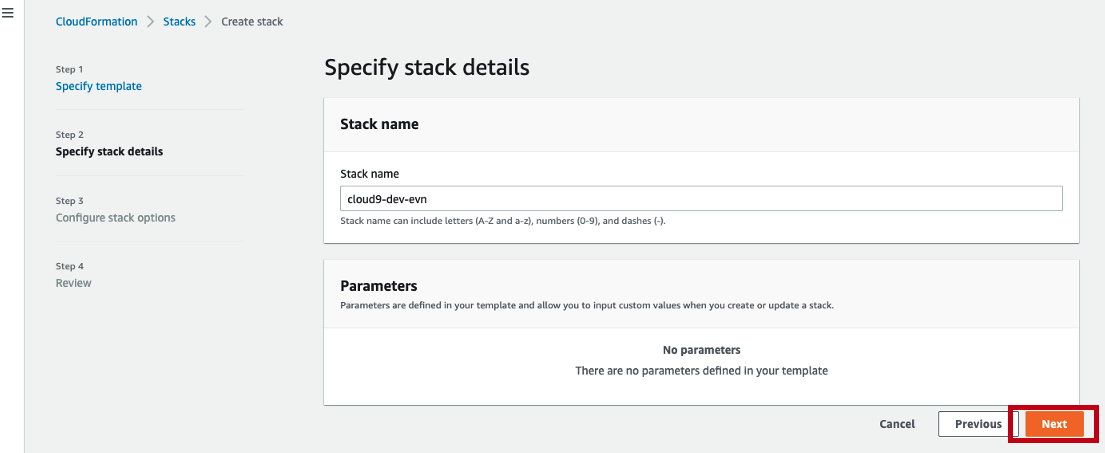 CloudFormation > Stacks > Create stack
Step 1
Specify template
Step 2
Specify stack details
Step 3
Configure stack options
Step 4
Review
Specify stack details
Stack name
Stack name
cloud9-dev-evn
Stack name can include letters (A-Z and a-z), numbers (0-9), and dashes (-).
Parameters
Parameters are defined in your template and allow you to input custom values when you create or update a stack.
No parameters
There are no parameters defined in your template
Cancel Previous Next